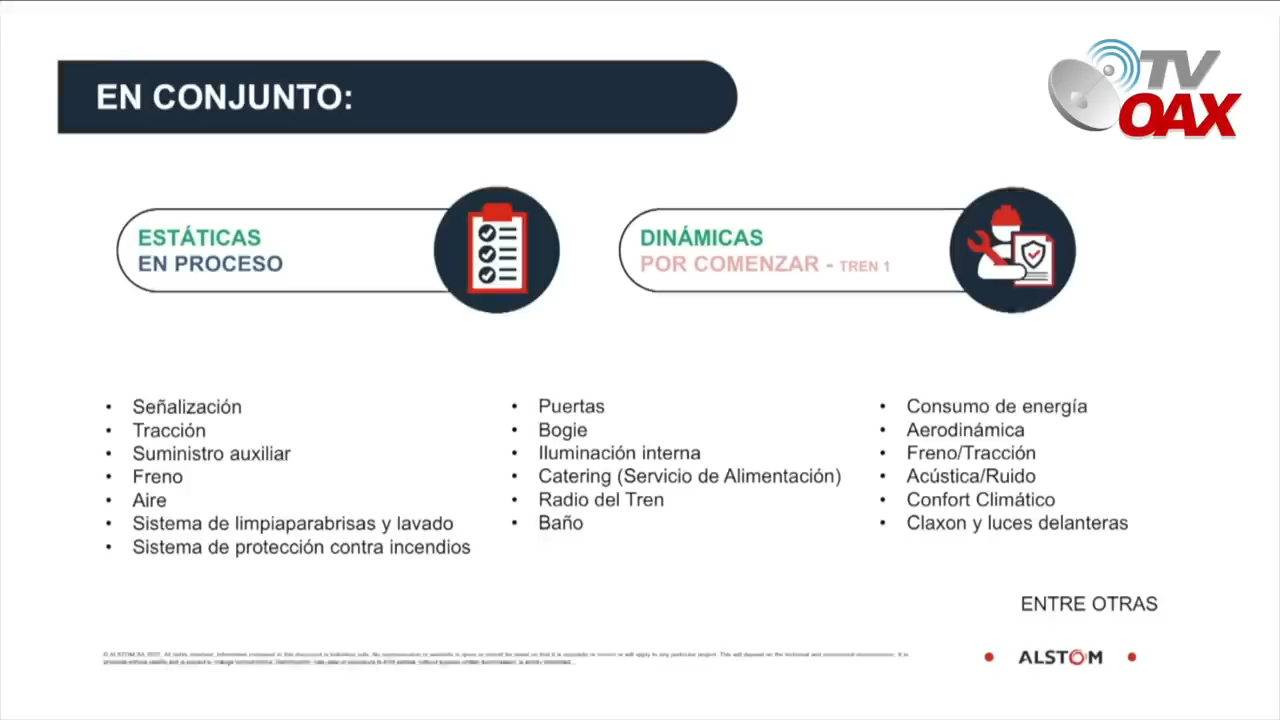 EN CONJUNTO:
TV
OAX
ESTÁTICAS
EN PROCESO
DINÁMICAS
POR COMENZAR - TREN 1
• Señalización
• Tracción
• Suministro auxiliar
• Freno
• Aire
• Sistema de limpiaparabrisas y lavado
• Sistema de protección contra incendios
• Puertas
• Bogie
• Iluminación interna
• Catering (Servicio de Alimentación)
• Radio del Tren
• Baño
• Consumo de energía
• Aerodinámica
• Freno/Tracción
• Acústica/Ruido
• Confort Climático
• Claxon y luces delanteras
ENTRE OTRAS
ALSTOM